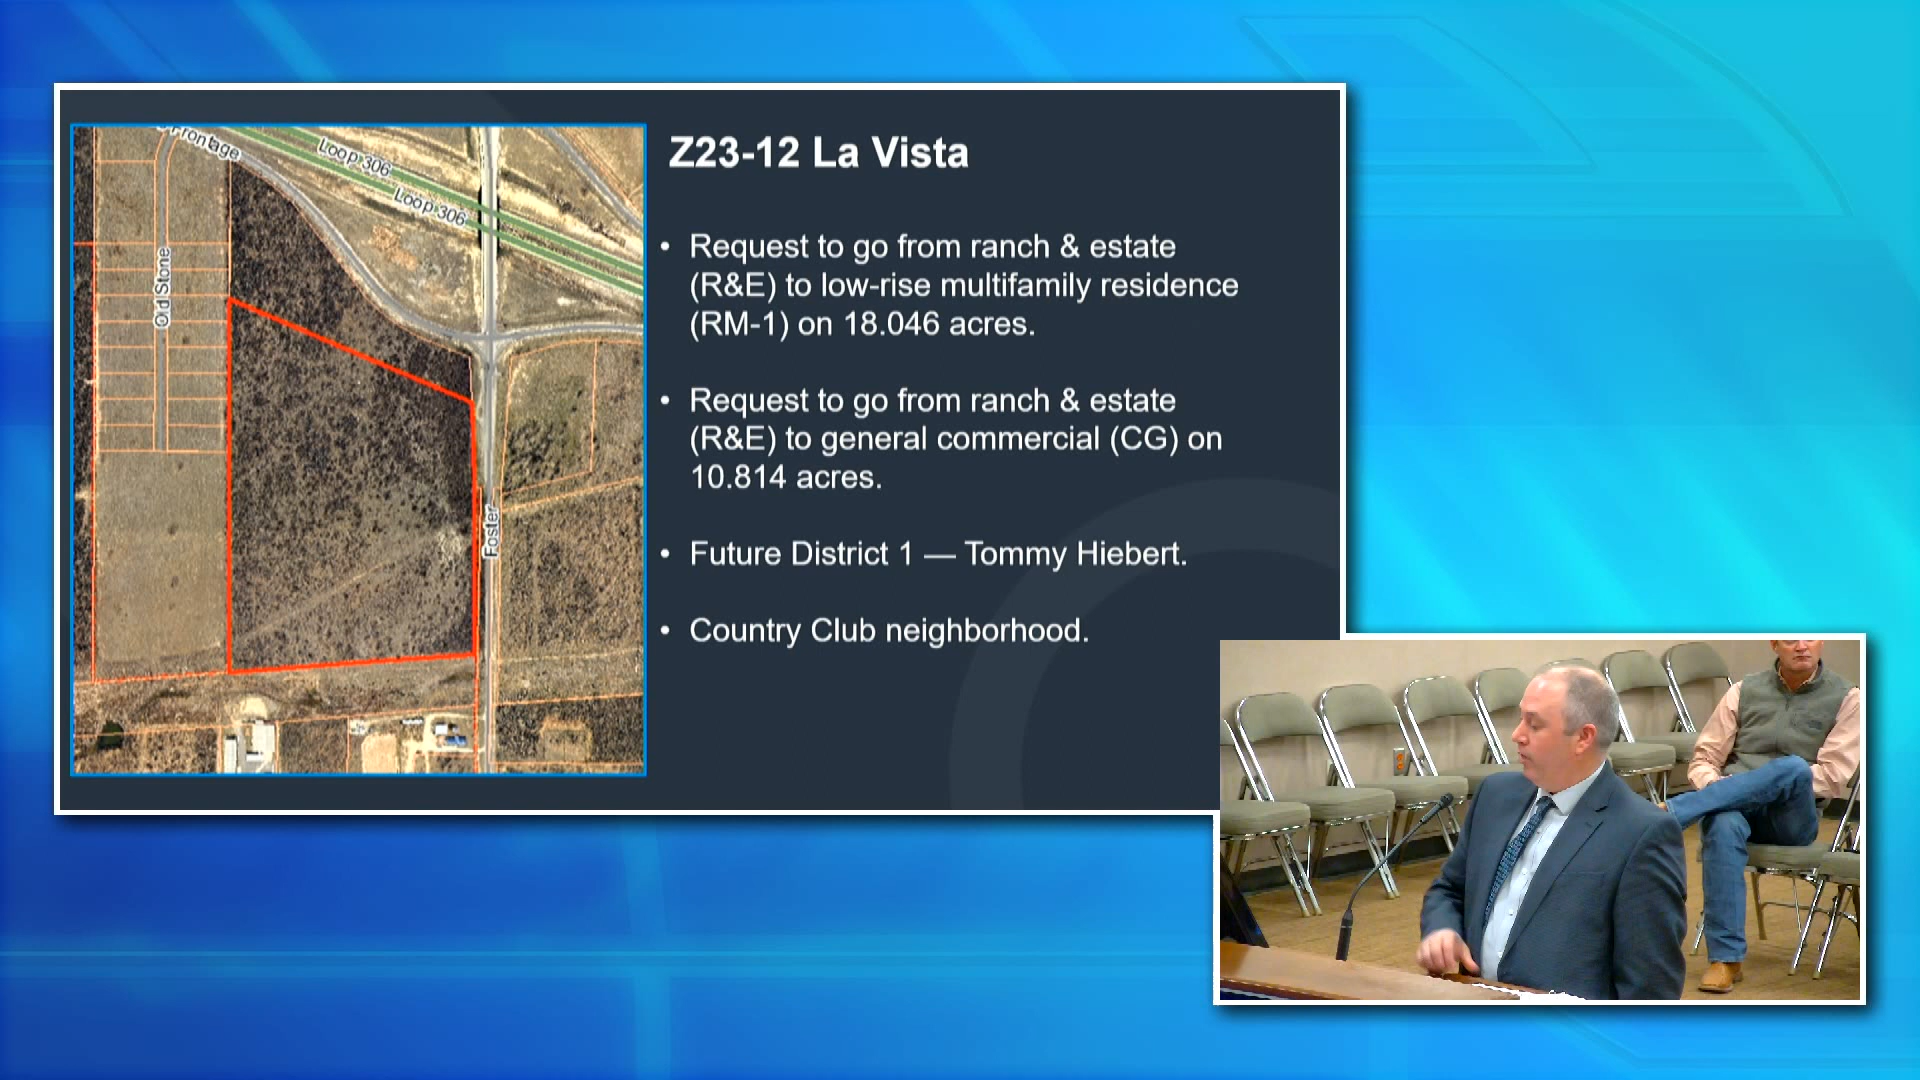 Frontage
Loop 306
Loop 306
Old Stone
Foster
Z23-12 La Vista
• Request to go from ranch & estate
(R&E) to low-rise multifamily residence
(RM-1) on 18.046 acres.
• Request to go from ranch & estate
(R&E) to general commercial (CG) on
10.814 acres.
• Future District 1 — Tommy Hiebert.
• Country Club neighborhood.